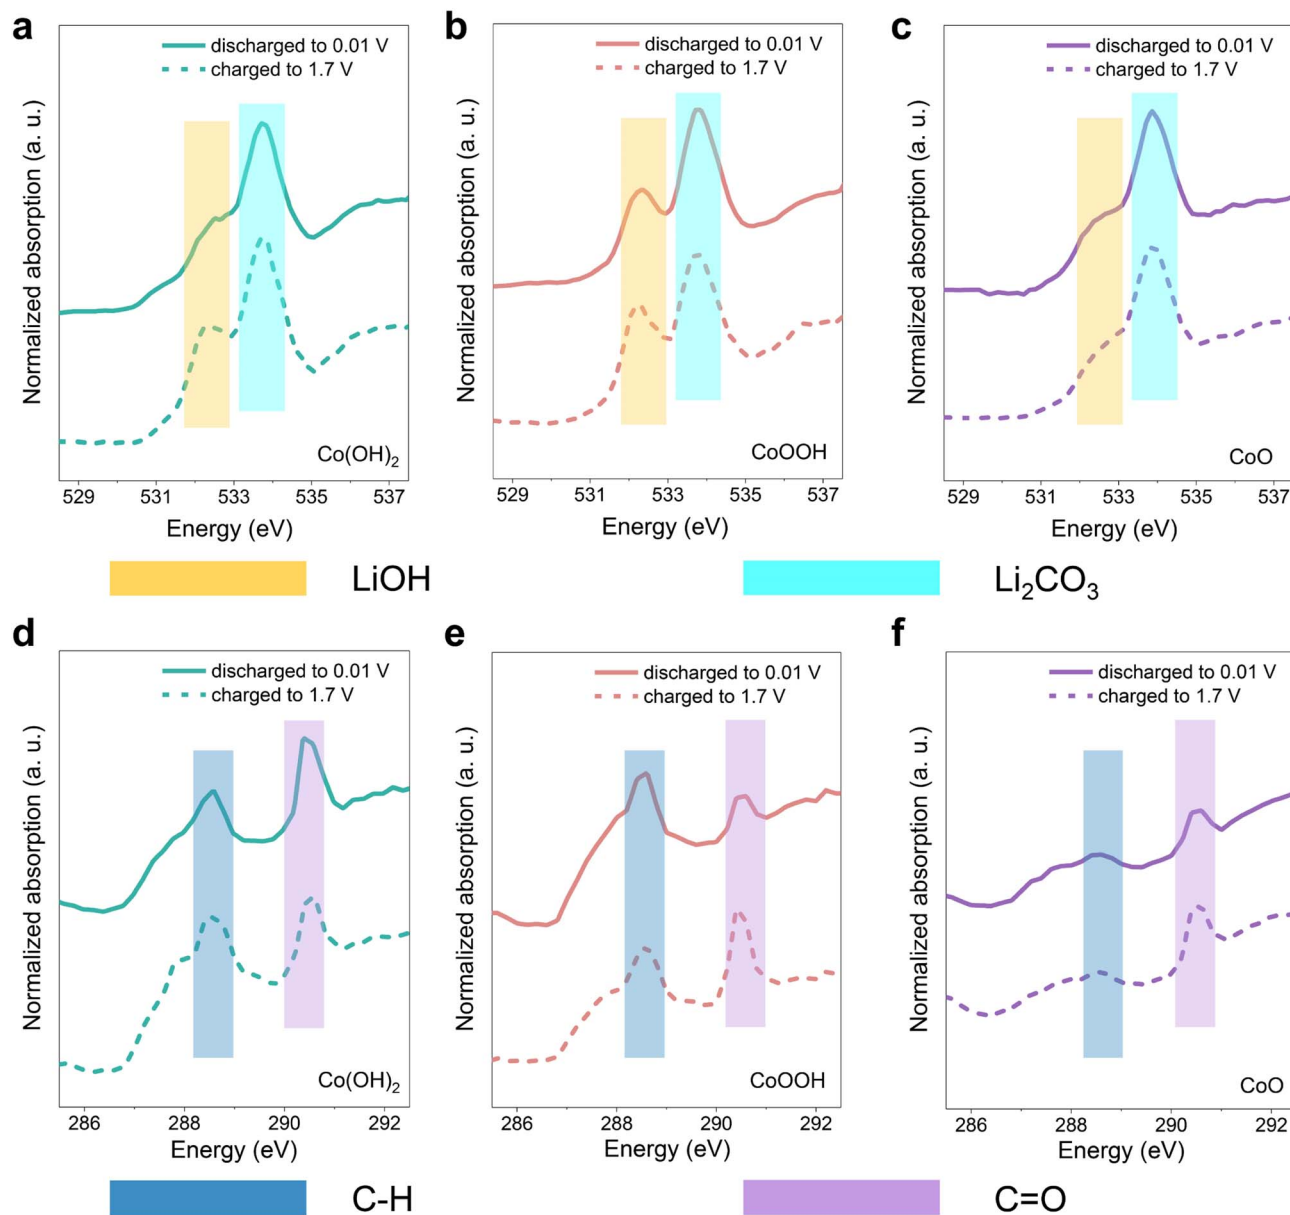 a
discharged to 0.01 V
charged to 1.7 V
Normalized absorption (a. u.)
Co(OH)₂
529 531 533 535 537
Energy (eV)
b
discharged to 0.01 V
charged to 1.7 V
Normalized absorption (a. u.)
CoOOH
529 531 533 535 537
Energy (eV)
c
discharged to 0.01 V
charged to 1.7 V
Normalized absorption (a. u.)
CoO
529 531 533 535 537
Energy (eV)
LiOH
Li₂CO₃
d
discharged to 0.01 V
charged to 1.7 V
Normalized absorption (a. u.)
Co(OH)₂
286 288 290 292
Energy (eV)
e
discharged to 0.01 V
charged to 1.7 V
Normalized absorption (a. u.)
CoOOH
286 288 290 292
Energy (eV)
f
discharged to 0.01 V
charged to 1.7 V
Normalized absorption (a. u.)
CoO
286 288 290 292
Energy (eV)
C-H
C=O